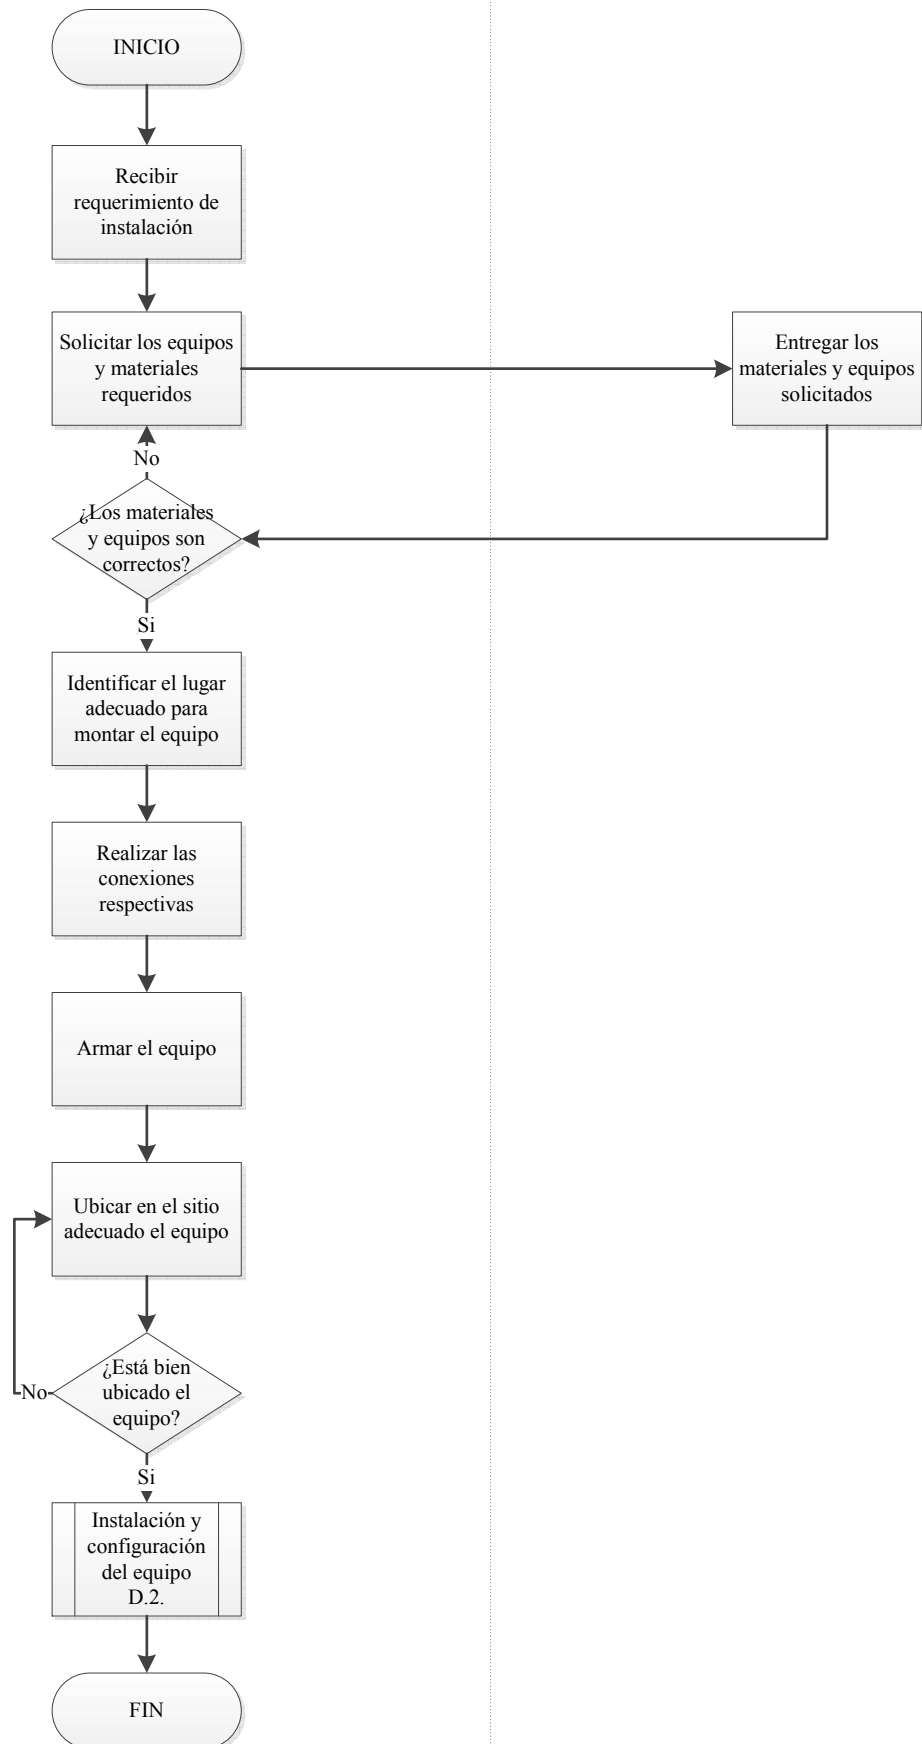 INICIO
Recibir
requerimiento de
instalación
Solicitar los equipos
y materiales
requeridos
Entregar los
materiales y equipos
solicitados
No
¿Los materiales
y equipos son
correctos?
Si
Identificar el lugar
adecuado para
montar el equipo
Realizar las
conexiones
respectivas
Armar el equipo
Ubicar en el sitio
adecuado el equipo
¿Está bien
ubicado el
equipo?
No
Si
Instalación y
configuración
del equipo
D.2.
FIN